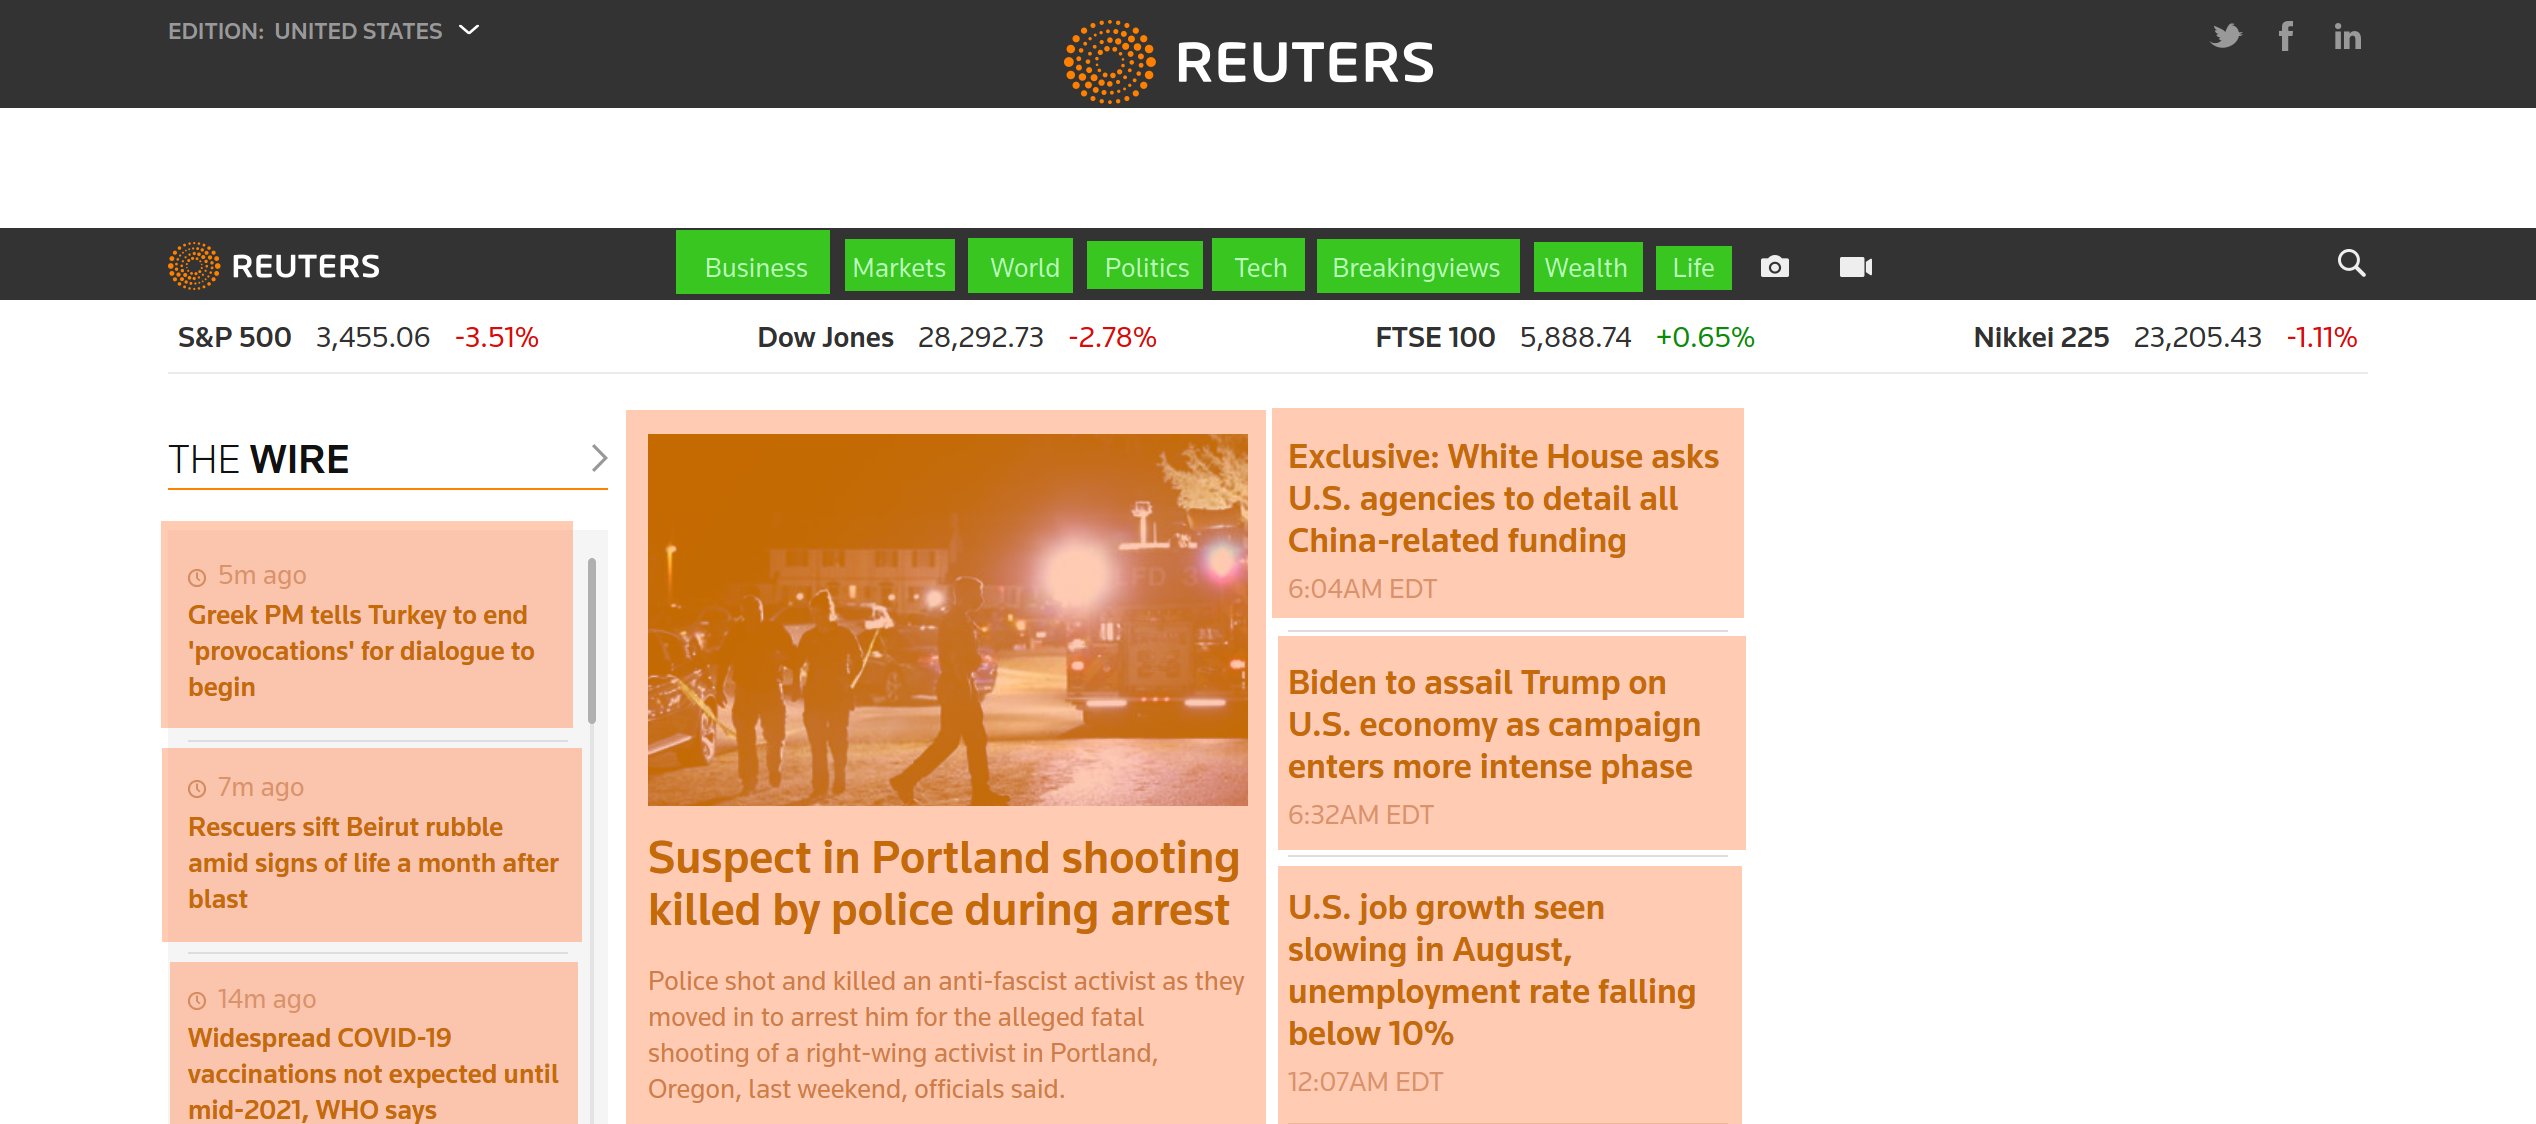 EDITION: UNITED STATES
REUTERS
REUTERS
Business Markets World Politics Tech Breakingviews Wealth Life
S&P 500 3,455.06 -3.51% Dow Jones 28,292.73 -2.78% FTSE 100 5,888.74 +0.65% Nikkei 225 23,205.43 -1.11%
THE WIRE
5m ago
Greek PM tells Turkey to end
'provocations' for dialogue to
begin
7m ago
Rescuers sift Beirut rubble
amid signs of life a month after
blast
14m ago
Widespread COVID-19
vaccinations not expected until
mid-2021, WHO says
Suspect in Portland shooting
killed by police during arrest
Police shot and killed an anti-fascist activist as they
moved in to arrest him for the alleged fatal
shooting of a right-wing activist in Portland,
Oregon, last weekend, officials said.
Exclusive: White House asks
U.S. agencies to detail all
China-related funding
6:04AM EDT
Biden to assail Trump on
U.S. economy as campaign
enters more intense phase
6:32AM EDT
U.S. job growth seen
slowing in August,
unemployment rate falling
below 10%
12:07AM EDT